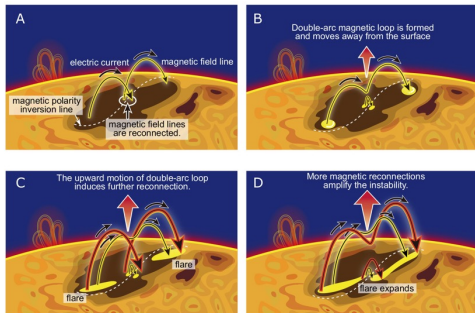 A
electric current
magnetic field line
magnetic polarity
inversion line
magnetic field lines
are reconnected.
B
Double-arc magnetic loop is formed
and moves away from the surface
C
The upward motion of double-arc loop
induces further reconnection.
flare
flare
D
More magnetic reconnections
amplify the instability.
flare expands